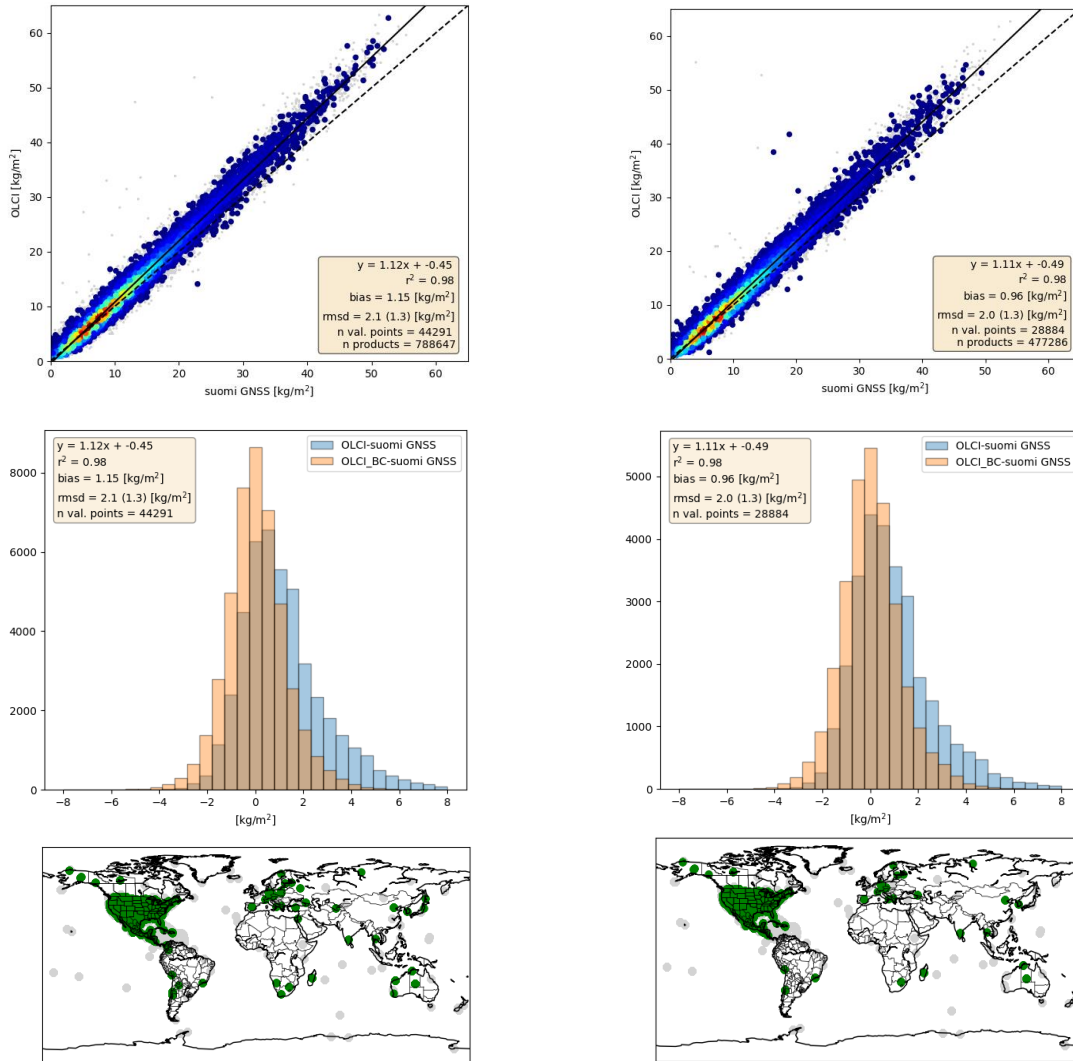 60
50
40
30
20
10
0
OLCI [kg/m²]
y = 1.12x + -0.45
r² = 0.98
bias = 1.15 [kg/m²]
rmsd = 2.1 (1.3) [kg/m²]
n val. points = 44291
n products = 788647
0 10 20 30 40 50 60
suomi GNSS [kg/m²]
60
50
40
30
20
10
0
OLCI [kg/m²]
y = 1.11x + -0.49
r² = 0.98
bias = 0.96 [kg/m²]
rmsd = 2.0 (1.3) [kg/m²]
n val. points = 28884
n products = 477286
0 10 20 30 40 50 60
suomi GNSS [kg/m²]
y = 1.12x + -0.45
r² = 0.98
bias = 1.15 [kg/m²]
rmsd = 2.1 (1.3) [kg/m²]
n val. points = 44291
OLCI-suomi GNSS
OLCI_BC-suomi GNSS
8000
6000
4000
2000
0
−8 −6 −4 −2 0 2 4 6 8
[kg/m²]
y = 1.11x + -0.49
r² = 0.98
bias = 0.96 [kg/m²]
rmsd = 2.0 (1.3) [kg/m²]
n val. points = 28884
OLCI-suomi GNSS
OLCI_BC-suomi GNSS
5000
4000
3000
2000
1000
0
−8 −6 −4 −2 0 2 4 6 8
[kg/m²]